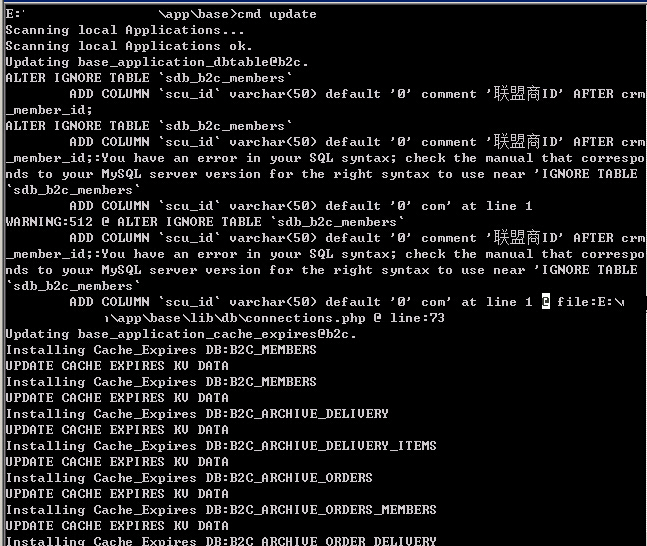 E:\ \app\base>cmd update
Scanning local Applications...
Scanning local Applications ok.
Updating base_application_dbtable@b2c.
ALTER IGNORE TABLE `sdb_b2c_members`
ADD COLUMN `scu_id` varchar(50) default '0' comment '联盟商ID' AFTER crm
_member_id;
ALTER IGNORE TABLE `sdb_b2c_members`
ADD COLUMN `scu_id` varchar(50) default '0' comment '联盟商ID' AFTER crm
_member_id;:You have an error in your SQL syntax; check the manual that correspo
nds to your MySQL server version for the right syntax to use near 'IGNORE TABLE
`sdb_b2c_members`
ADD COLUMN `scu_id` varchar(50) default '0' com' at line 1
WARNING:512 @ ALTER IGNORE TABLE `sdb_b2c_members`
ADD COLUMN `scu_id` varchar(50) default '0' comment '联盟商ID' AFTER crm
_member_id;:You have an error in your SQL syntax; check the manual that correspo
nds to your MySQL server version for the right syntax to use near 'IGNORE TABLE
`sdb_b2c_members`
ADD COLUMN `scu_id` varchar(50) default '0' com' at line 1 @ file:E:\
\app\base\lib\db\connections.php @ line:73
Updating base_application_cache_expires@b2c.
Installing Cache_Expires DB:B2C_MEMBERS
UPDATE CACHE EXPIRES KV DATA
Installing Cache_Expires DB:B2C_MEMBERS
UPDATE CACHE EXPIRES KV DATA
Installing Cache_Expires DB:B2C_ARCHIVE_DELIVERY
UPDATE CACHE EXPIRES KV DATA
Installing Cache_Expires DB:B2C_ARCHIVE_DELIVERY_ITEMS
UPDATE CACHE EXPIRES KV DATA
Installing Cache_Expires DB:B2C_ARCHIVE_ORDERS
UPDATE CACHE EXPIRES KV DATA
Installing Cache_Expires DB:B2C_ARCHIVE_ORDERS_MEMBERS
UPDATE CACHE EXPIRES KV DATA
Installing Cache_Expires DB:B2C_ARCHIVE_ORDER_DELIVERY